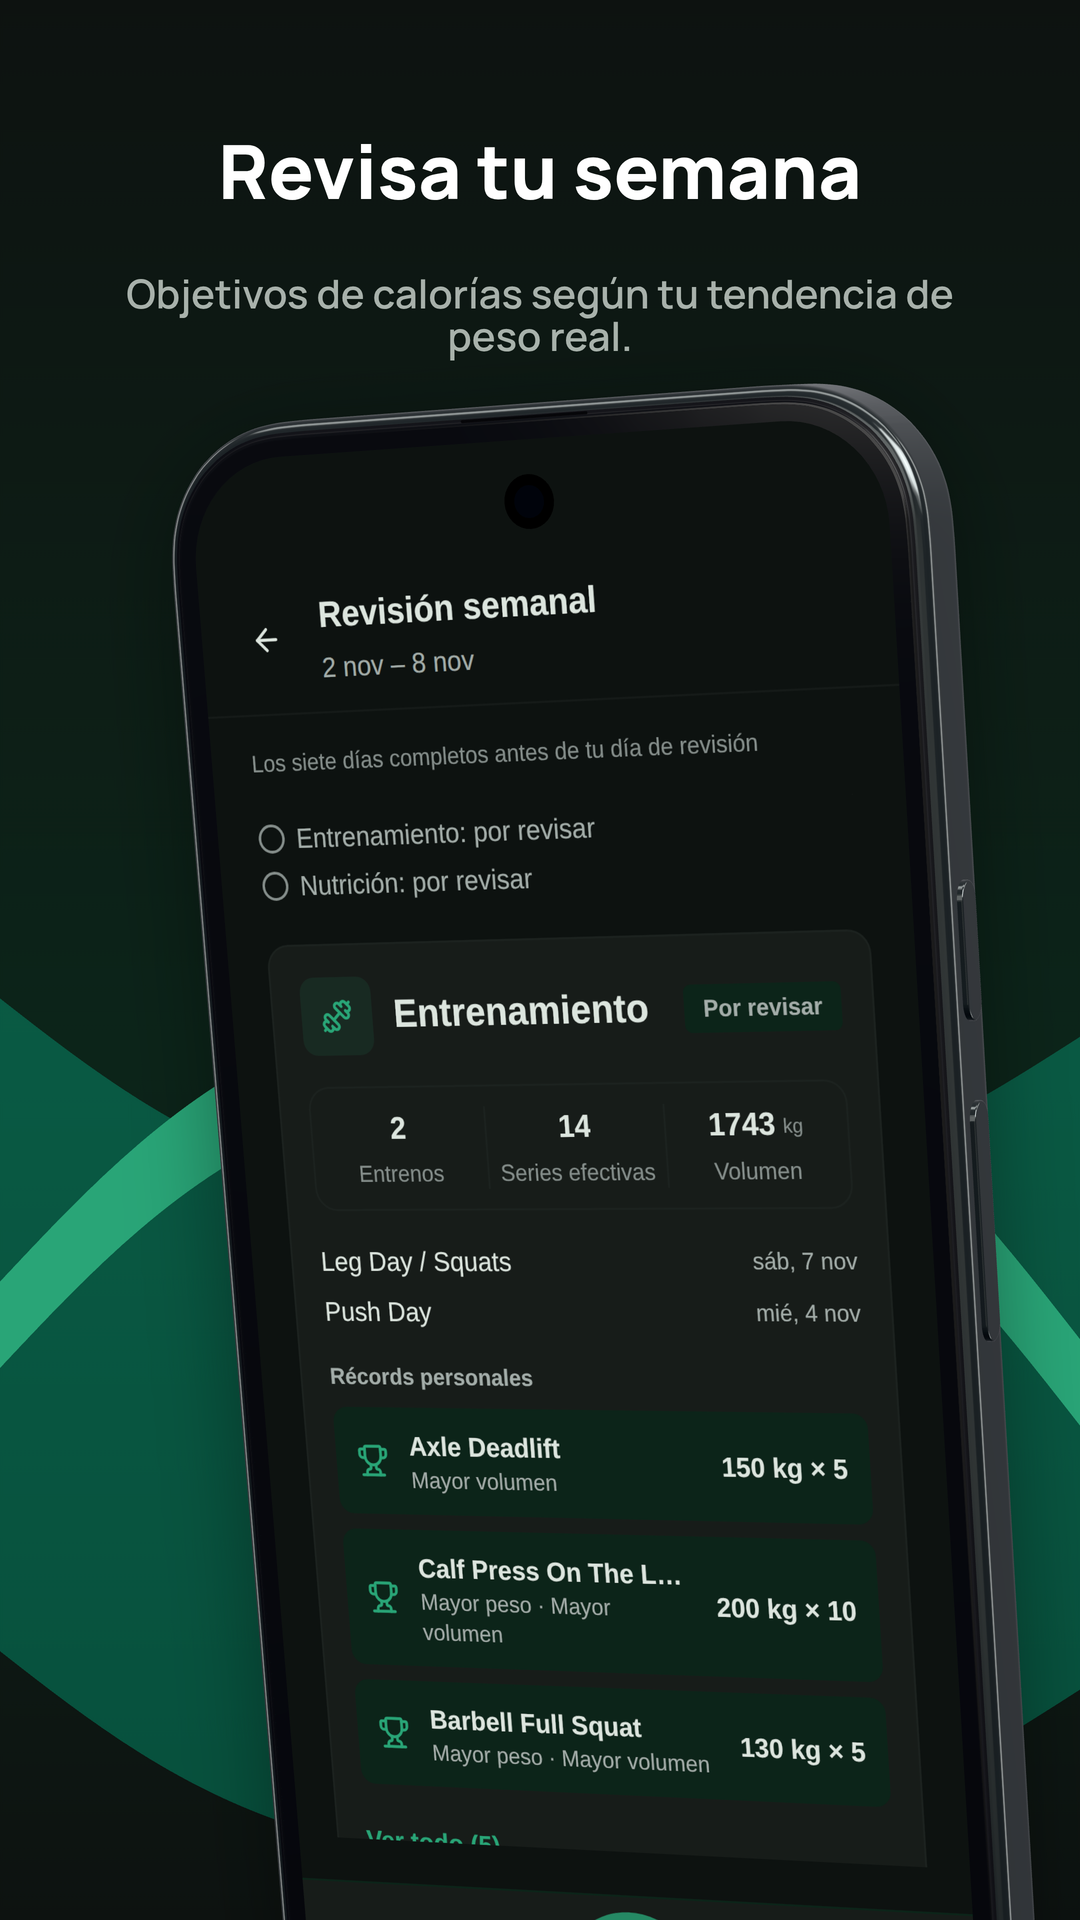 Revisa tu semana
Objetivos de calorías según tu tendencia de
peso real.
Revisión semanal
2 nov – 8 nov
Los siete días completos antes de tu día de revisión
Entrenamiento: por revisar
Nutrición: por revisar
Entrenamiento
Por revisar
2
14
1743 kg
Entrenos
Series efectivas
Volumen
Leg Day / Squats
sáb, 7 nov
Push Day
mié, 4 nov
Récords personales
Axle Deadlift
Mayor volumen
150 kg × 5
Calf Press On The L...
Mayor peso · Mayor
volumen
200 kg × 10
Barbell Full Squat
Mayor peso · Mayor volumen
130 kg × 5
Ver todo (5)